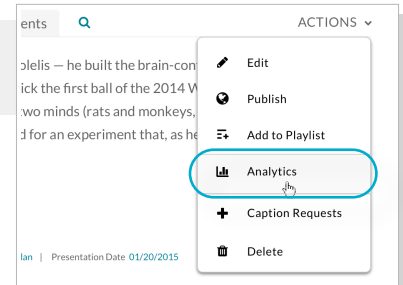 ents ACTIONS
olelis — he built the brain-con
ick the first ball of the 2014 W
two minds (rats and monkeys,
d for an experiment that, as he
Edit
Publish
Add to Playlist
Analytics
Caption Requests
Delete
lan | Presentation Date 01/20/2015